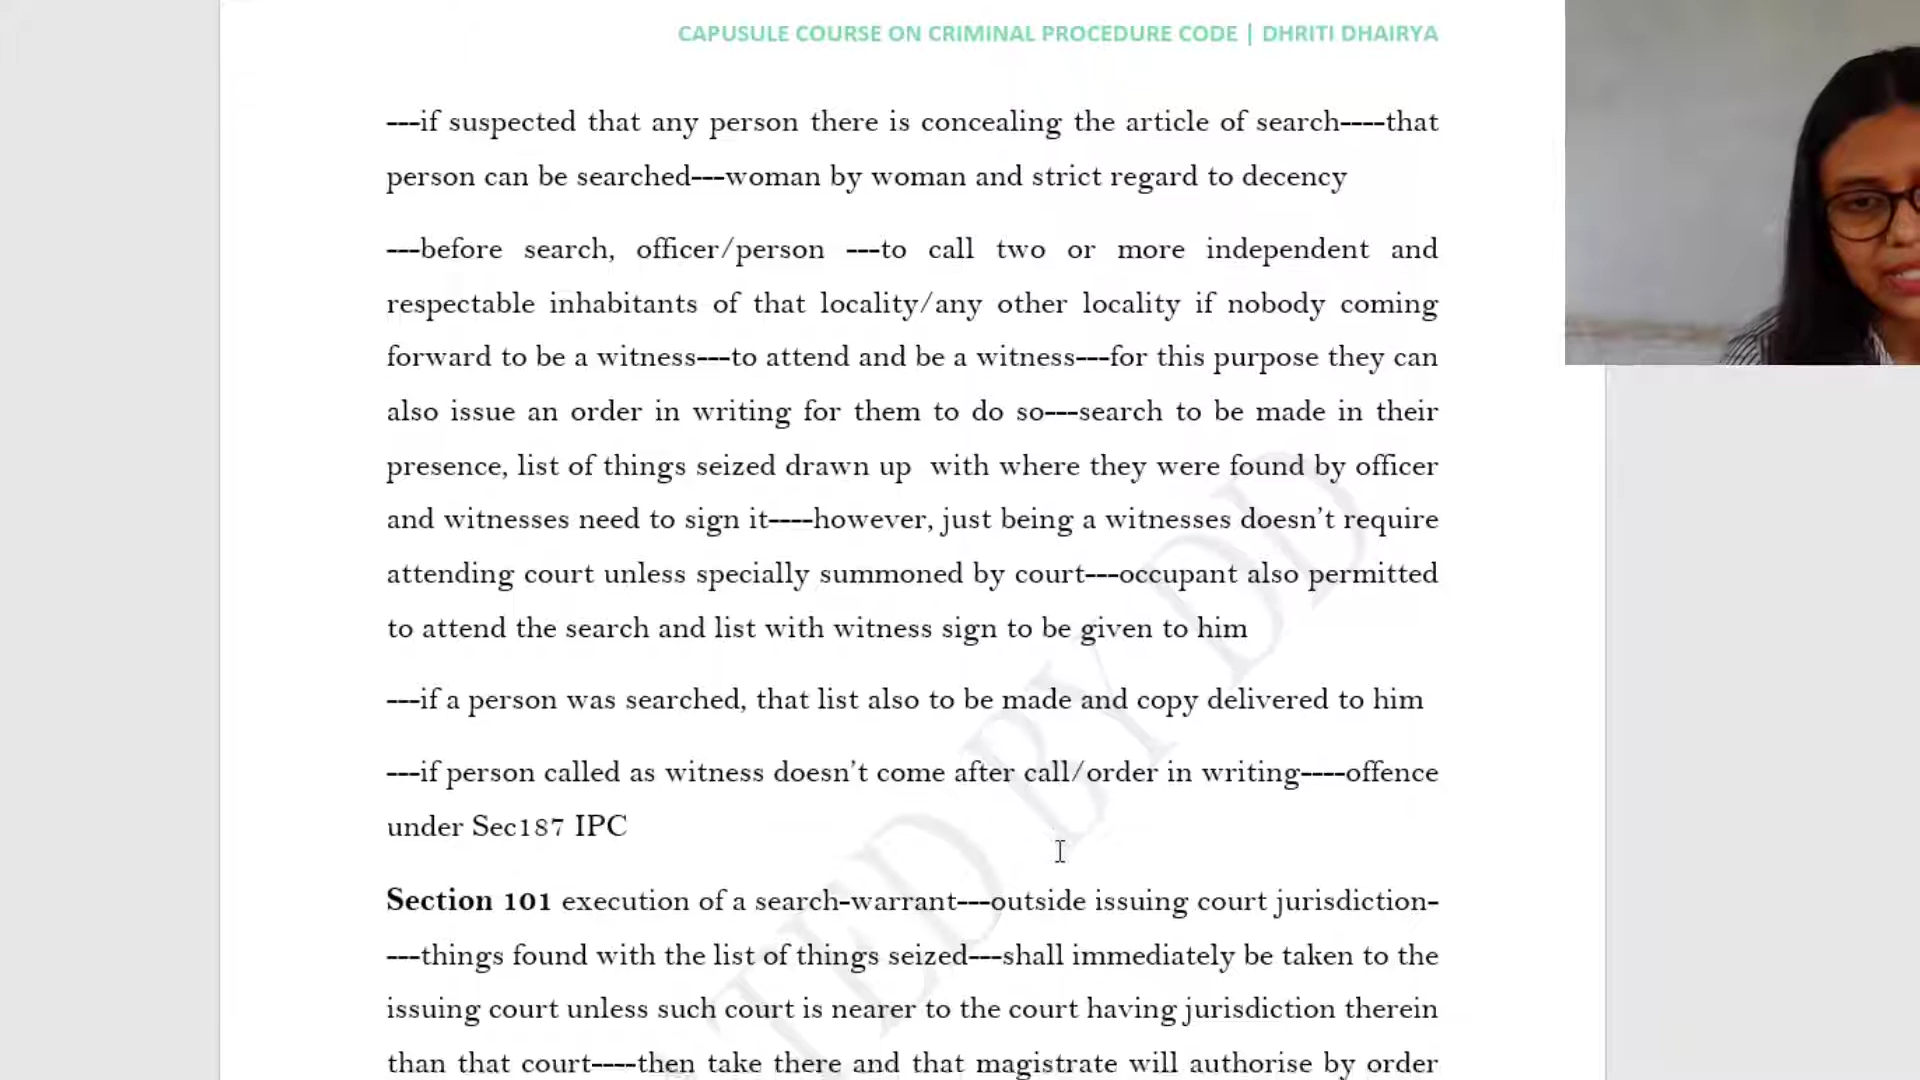 CAPUSULE COURSE ON CRIMINAL PROCEDURE CODE | DHRITI DHAIRYA
---if suspected that any person there is concealing the article of search----that
person can be searched---woman by woman and strict regard to decency
---before search, officer/person ---to call two or more independent and
respectable inhabitants of that locality/any other locality if nobody coming
forward to be a witness---to attend and be a witness---for this purpose they can
also issue an order in writing for them to do so---search to be made in their
presence, list of things seized drawn up with where they were found by officer
and witnesses need to sign it----however, just being a witnesses doesn’t require
attending court unless specially summoned by court---occupant also permitted
to attend the search and list with witness sign to be given to him
---if a person was searched, that list also to be made and copy delivered to him
---if person called as witness doesn’t come after call/order in writing----offence
under Sec187 IPC
Section 101 execution of a search-warrant---outside issuing court jurisdiction-
---things found with the list of things seized---shall immediately be taken to the
issuing court unless such court is nearer to the court having jurisdiction therein
than that court----then take there and that magistrate will authorise by order
TED BY DD